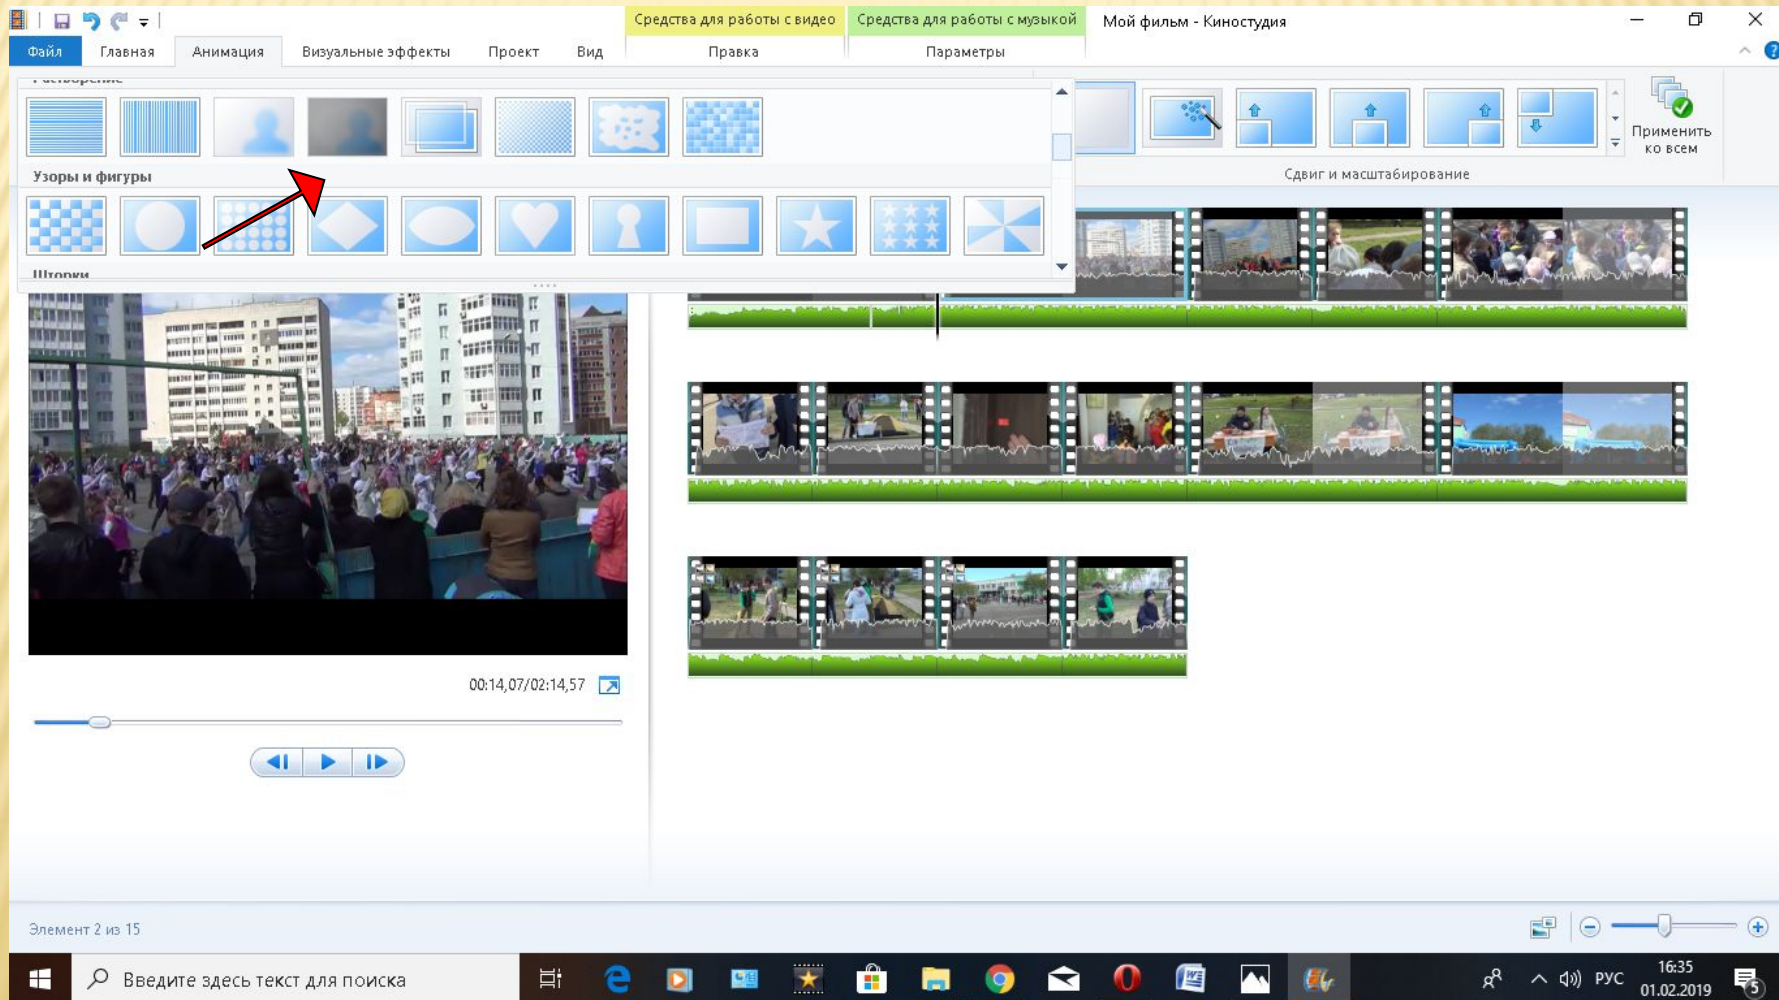 Средства для работы с видео
Средства для работы с музыкой
Мой фильм - Киностудия
Файл
Главная
Анимация
Визуальные эффекты
Проект
Вид
Правка
Параметры
Растворение
Узоры и фигуры
Шторки
Применить
ко всем
Сдвиг и масштабирование
00:14,07/02:14,57
Элемент 2 из 15
Введите здесь текст для поиска
РУС
16:35
01.02.2019
5